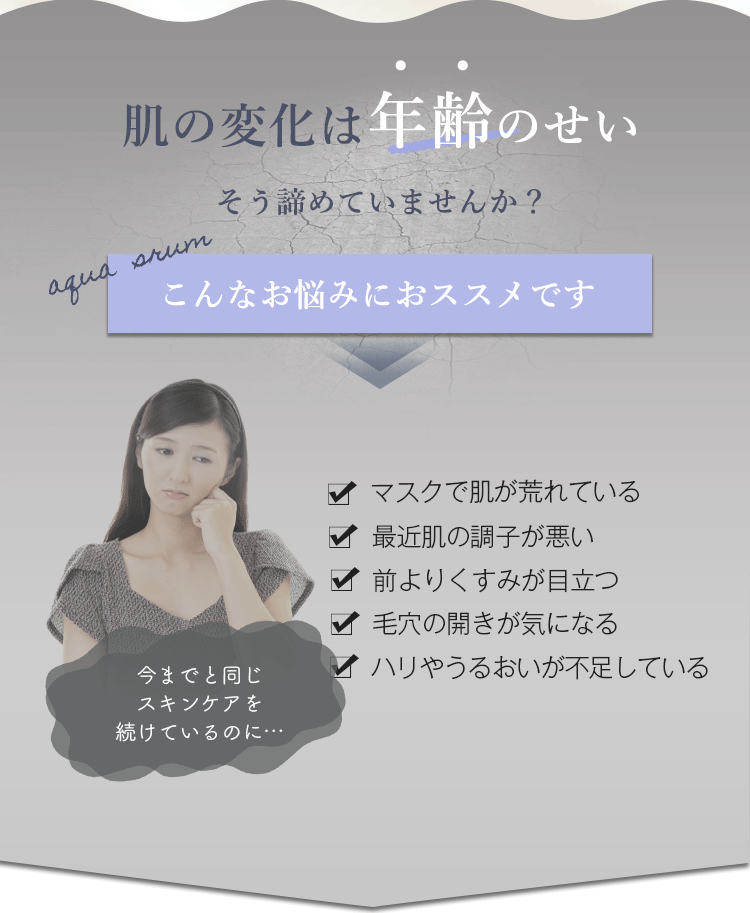 肌の変化は年齢のせい
そう諦めていませんか？
aqua srum
こんなお悩みにおススメです
マスクで肌が荒れている
最近肌の調子が悪い
前よりくすみが目立つ
毛穴の開きが気になる
ハリやうるおいが不足している
今までと同じ
スキンケアを
続けているのに…